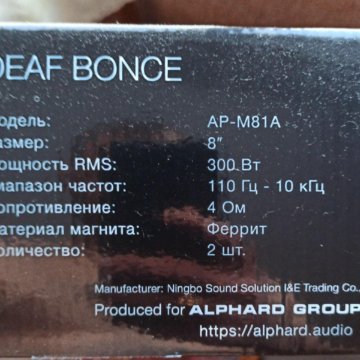 DEAF BONCE
одель: AP-M81A
азмер: 8″
ощность RMS: 300 Вт
иапазон частот: 110 Гц - 10 кГц
опротивление: 4 Ом
атериал магнита: Феррит
оличество: 2 шт.
Manufacturer: Ningbo Sound Solution I&E Trading Co.,
Produced for ALPHARD GROUP
https://alphard.audio